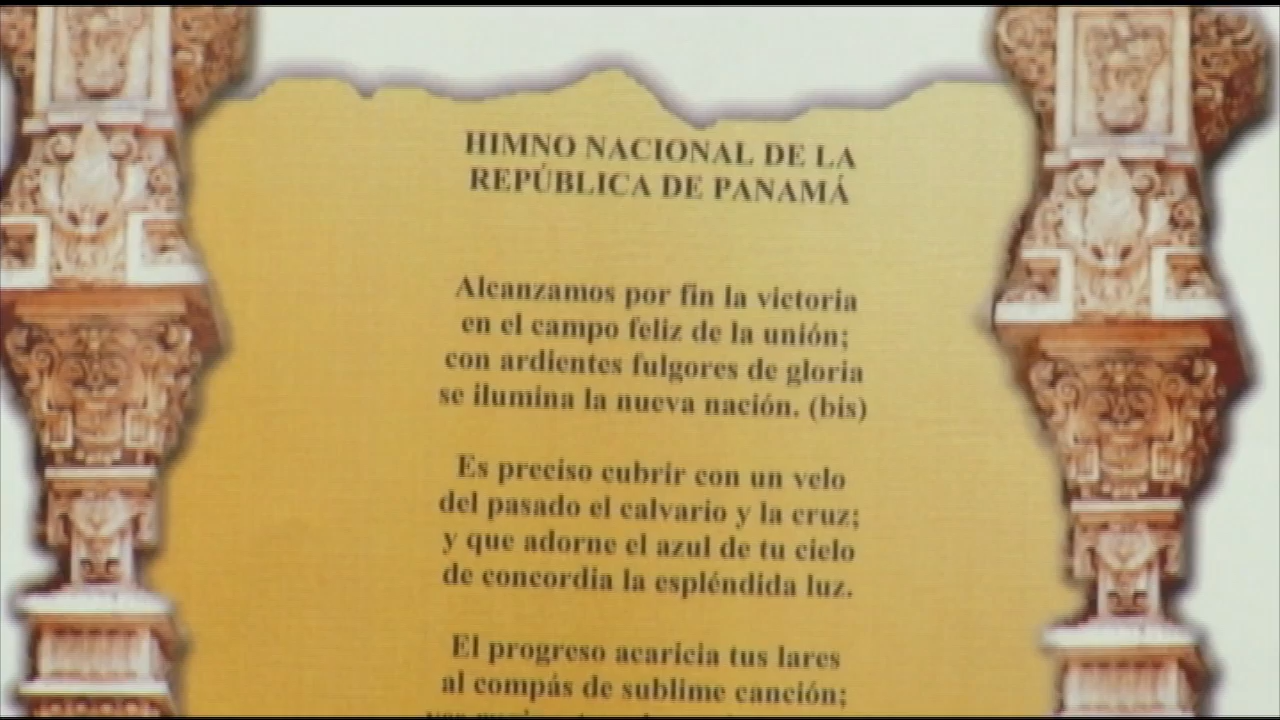 HIMNO NACIONAL DE LA
REPÚBLICA DE PANAMÁ
Alcanzamos por fin la victoria
en el campo feliz de la unión;
con ardientes fulgores de gloria
se ilumina la nueva nación. (bis)
Es preciso cubrir con un velo
del pasado el calvario y la cruz;
y que adorne el azul de tu cielo
de concordia la espléndida luz.
El progreso acaricia tus lares
al compás de sublime canción;